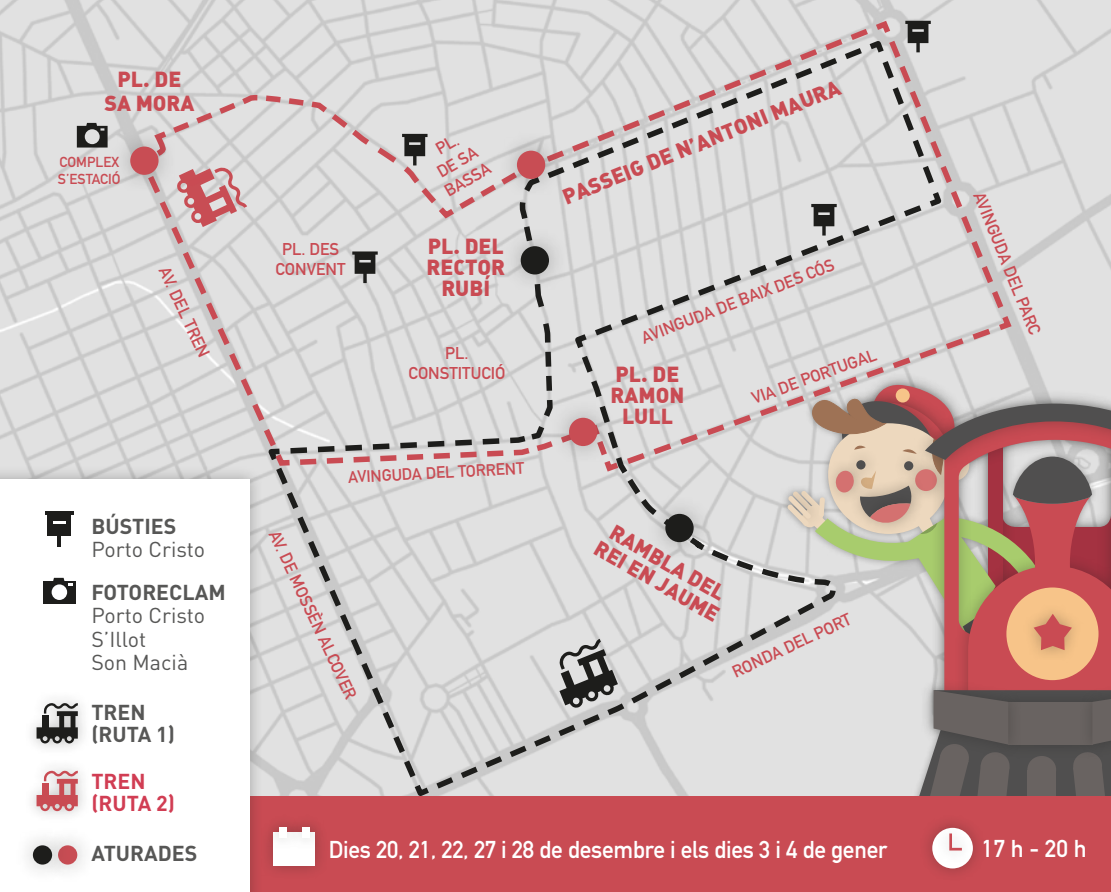 PL. DE
SA MORA
COMPLEX
S'ESTACIÓ
PL.
DE SA
BASSA
PASSEIG DE N'ANTONI MAURA
PL. DES
CONVENT
PL. DEL
RECTOR
RUBÍ
AVINGUDA DEL PARC
AV. DEL TREN
AVINGUDA DE BAIX DES CÓS
PL.
CONSTITUCIÓ
PL. DE
RAMON
LULL
VIA DE PORTUGAL
AVINGUDA DEL TORRENT
AV. DE MOSSÈN ALCOVER
RAMBLA DEL
REI EN JAUME
RONDA DEL PORT
BÚSTIES
Porto Cristo
FOTORECLAM
Porto Cristo
S'Illot
Son Macià
TREN
(RUTA 1)
TREN
(RUTA 2)
ATURADES
Dies 20, 21, 22, 27 i 28 de desembre i els dies 3 i 4 de gener
17 h - 20 h